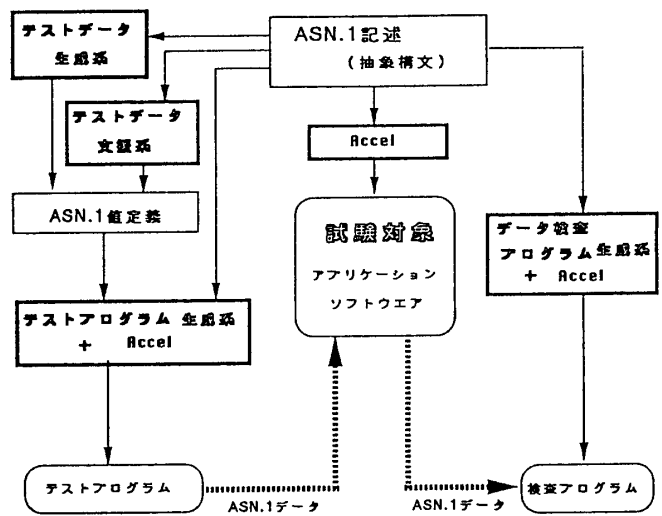 テストデータ
生成系
ASN.1記述
(抽象構文)
テストデータ
支援系
Accel
ASN.1値定義
試験対象
アプリケーション
ソフトウエア
データ検査
プログラム生成系
+ Accel
テストプログラム 生成系
+ Accel
テストプログラム
ASN.1データ
ASN.1データ
検査プログラム